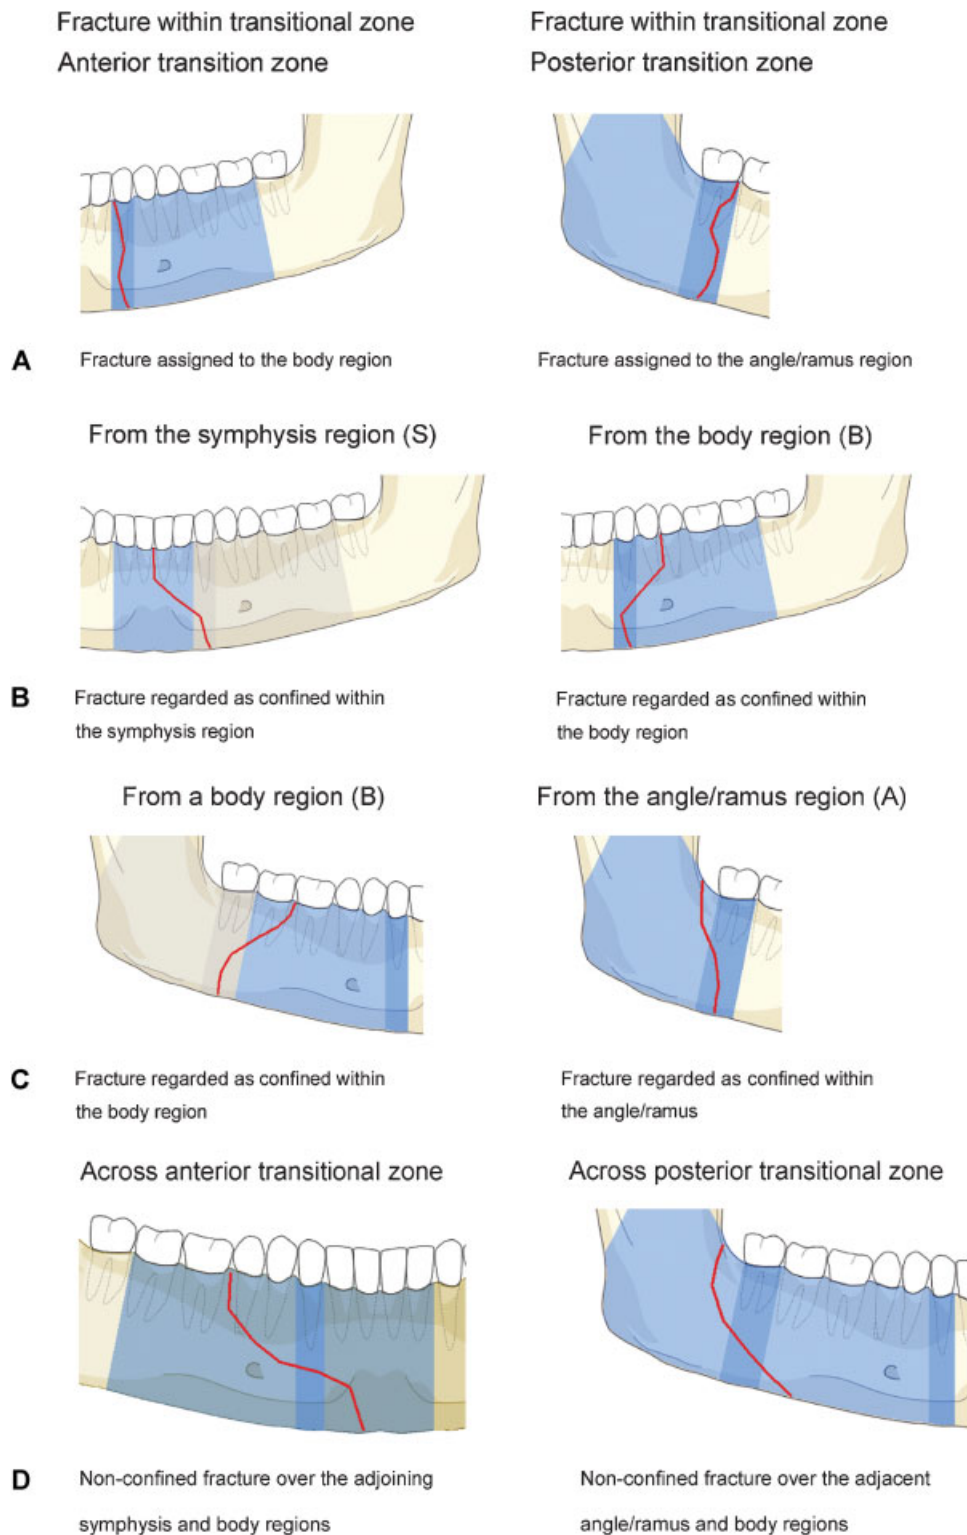 Fracture within transitional zone
Anterior transition zone
Fracture within transitional zone
Posterior transition zone
A
Fracture assigned to the body region
Fracture assigned to the angle/ramus region
From the symphysis region (S)
From the body region (B)
B
Fracture regarded as confined within
the symphysis region
Fracture regarded as confined within
the body region
From a body region (B)
From the angle/ramus region (A)
C
Fracture regarded as confined within
the body region
Fracture regarded as confined within
the angle/ramus
Across anterior transitional zone
Across posterior transitional zone
D
Non-confined fracture over the adjoining
symphysis and body regions
Non-confined fracture over the adjacent
angle/ramus and body regions